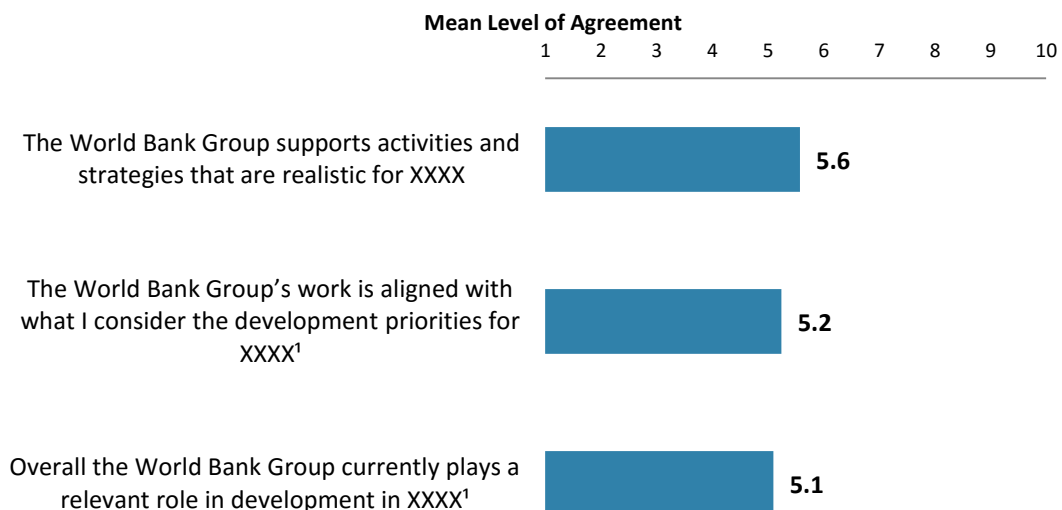 Mean Level of Agreement
1 2 3 4 5 6 7 8 9 10
The World Bank Group supports activities and
strategies that are realistic for XXXX
5.6
The World Bank Group’s work is aligned with
what I consider the development priorities for
XXXX¹
5.2
Overall the World Bank Group currently plays a
relevant role in development in XXXX¹
5.1